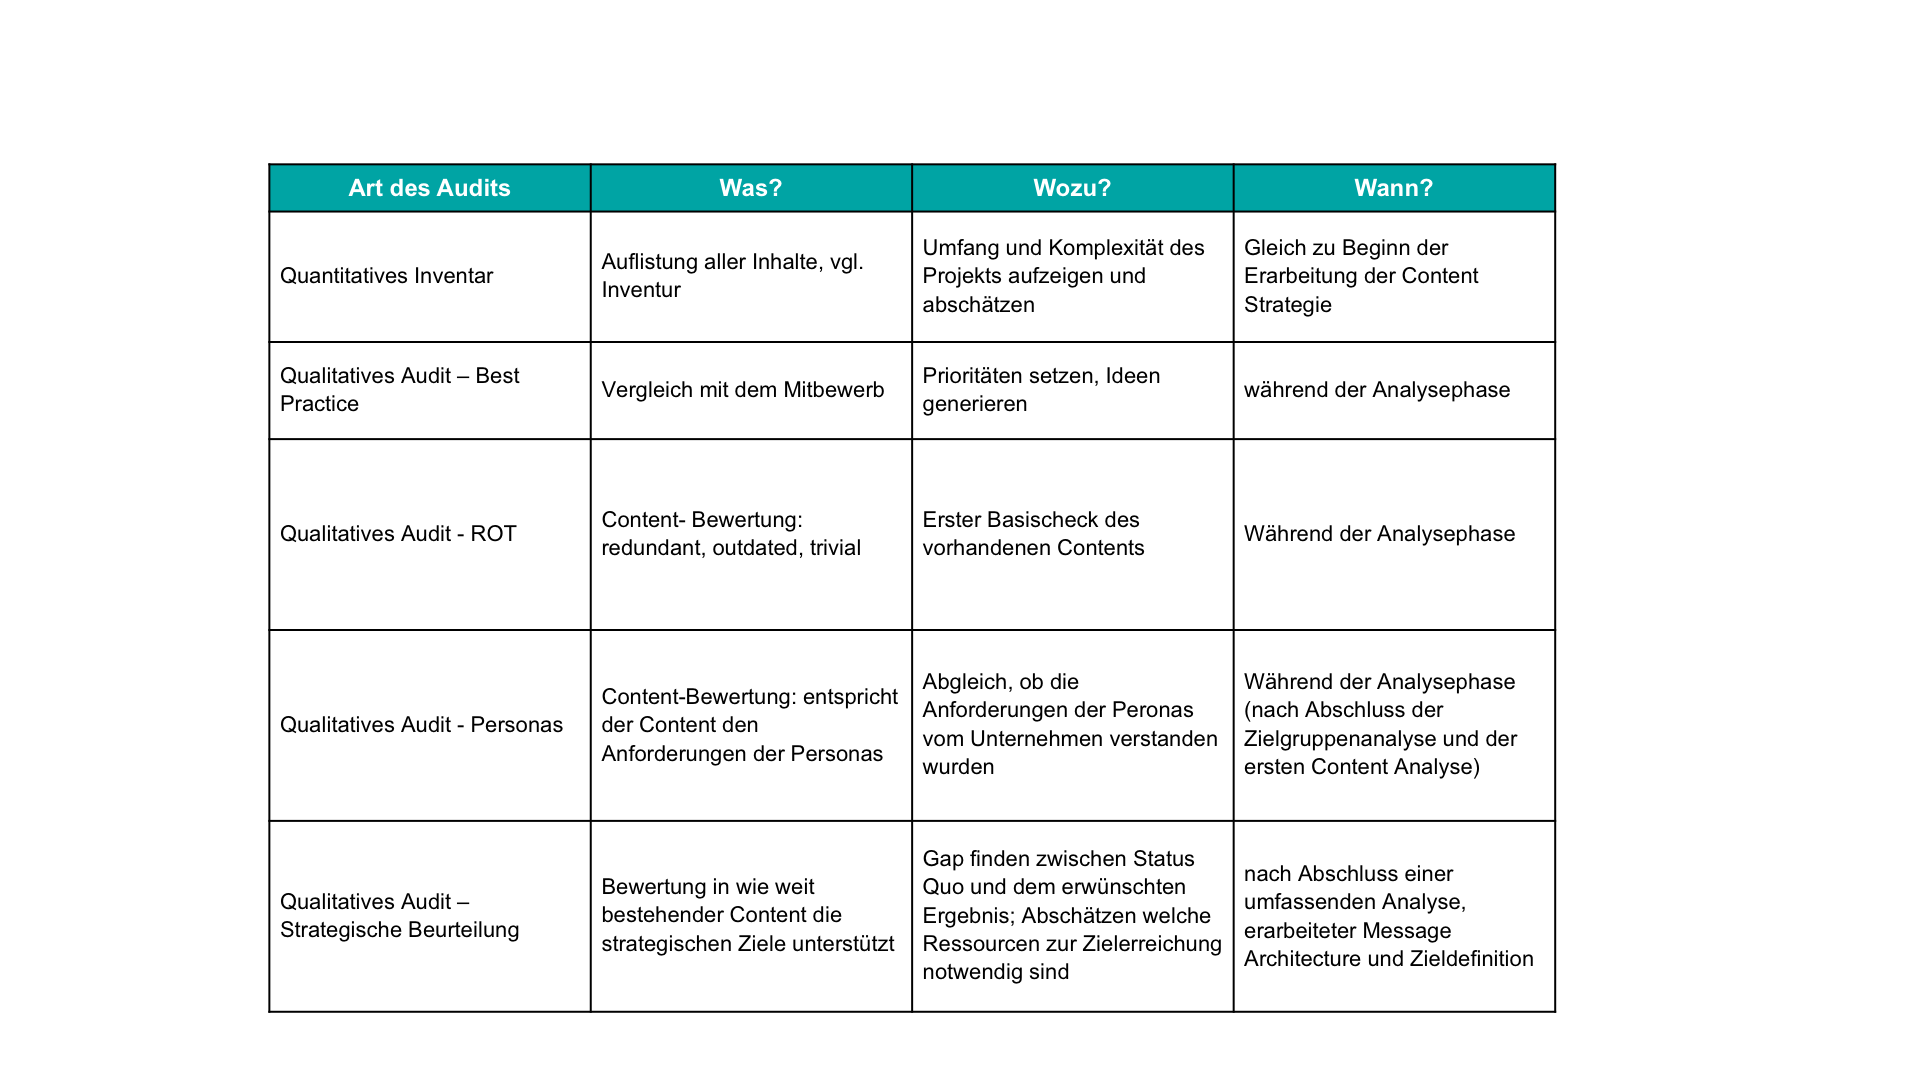 Art des Audits
Was?
Wozu?
Wann?
Quantitatives Inventar
Auflistung aller Inhalte, vgl.
Inventur
Umfang und Komplexität des
Projekts aufzeigen und
abschätzen
Gleich zu Beginn der
Erarbeitung der Content
Strategie
Qualitatives Audit – Best
Practice
Vergleich mit dem Mitbewerb
Prioritäten setzen, Ideen
generieren
während der Analysephase
Qualitatives Audit - ROT
Content- Bewertung:
redundant, outdated, trivial
Erster Basischeck des
vorhandenen Contents
Während der Analysephase
Qualitatives Audit - Personas
Content-Bewertung: entspricht
der Content den
Anforderungen der Personas
Abgleich, ob die
Anforderungen der Peronas
vom Unternehmen verstanden
wurden
Während der Analysephase
(nach Abschluss der
Zielgruppenanalyse und der
ersten Content Analyse)
Qualitatives Audit –
Strategische Beurteilung
Bewertung in wie weit
bestehender Content die
strategischen Ziele unterstützt
Gap finden zwischen Status
Quo und dem erwünschten
Ergebnis; Abschätzen welche
Ressourcen zur Zielerreichung
notwendig sind
nach Abschluss einer
umfassenden Analyse,
erarbeiteter Message
Architecture und Zieldefinition